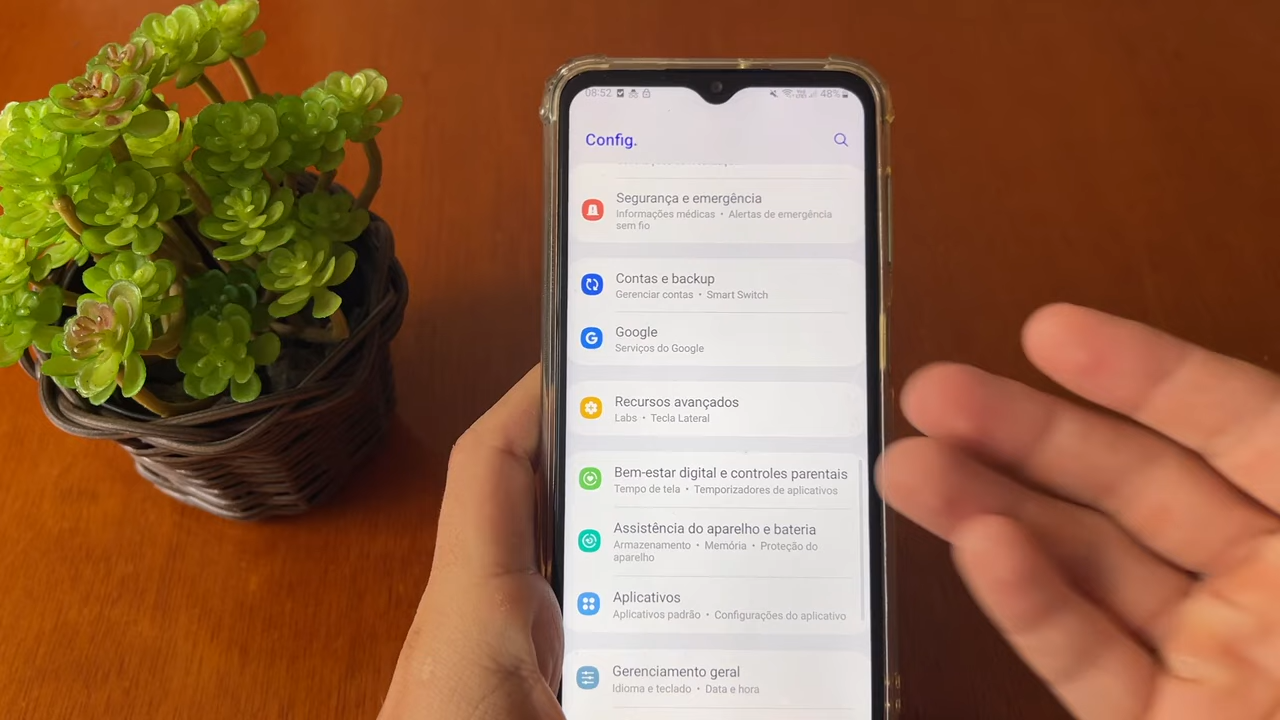 08:52
48%
Config.
Segurança e emergência
Informações médicas • Alertas de emergência
sem fio
Contas e backup
Gerenciar contas • Smart Switch
Google
Serviços do Google
Recursos avançados
Labs • Tecla Lateral
Bem-estar digital e controles parentais
Tempo de tela • Temporizadores de aplicativos
Assistência do aparelho e bateria
Armazenamento • Memória • Proteção do
aparelho
Aplicativos
Aplicativos padrão • Configurações do aplicativo
Gerenciamento geral
Idioma e teclado • Data e hora